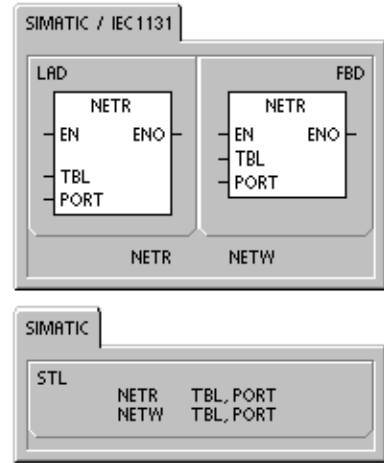 SIMATIC / IEC1131
LAD
FBD
NETR
EN ENO
TBL
PORT
NETR
EN ENO
TBL
PORT
NETR NETW
SIMATIC
STL
NETR TBL, PORT
NETW TBL, PORT